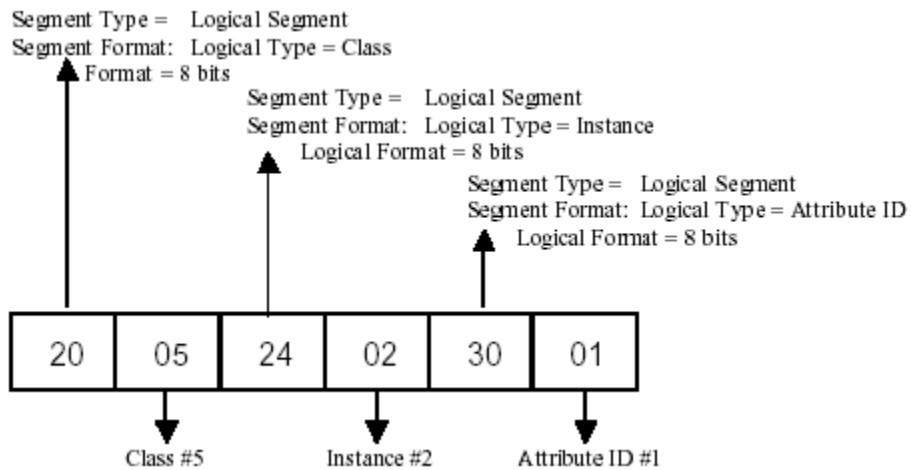 Segment Type = Logical Segment
Segment Format: Logical Type = Class
Format = 8 bits
Segment Type = Logical Segment
Segment Format: Logical Type = Instance
Logical Format = 8 bits
Segment Type = Logical Segment
Segment Format: Logical Type = Attribute ID
Logical Format = 8 bits
20 05 24 02 30 01
Class #5 Instance #2 Attribute ID #1